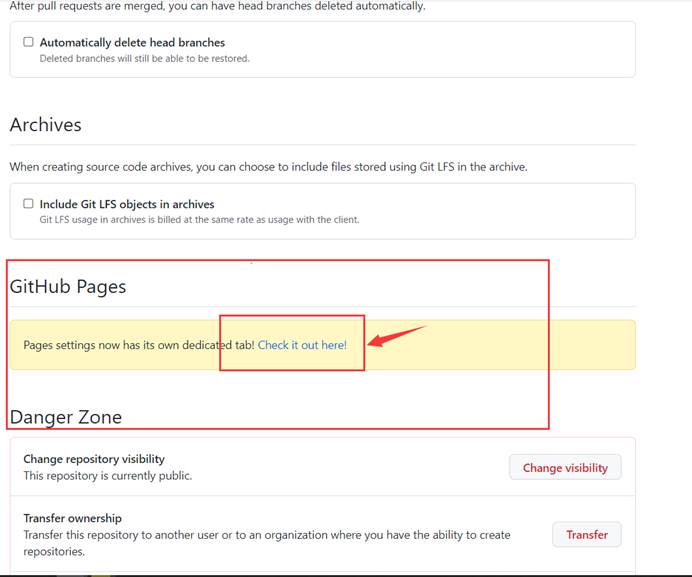 After pull requests are merged, you can have head branches deleted automatically.
Automatically delete head branches
Deleted branches will still be able to be restored.
Archives
When creating source code archives, you can choose to include files stored using Git LFS in the archive.
Include Git LFS objects in archives
Git LFS usage in archives is billed at the same rate as usage with the client.
GitHub Pages
Pages settings now has its own dedicated tab! Check it out here!
Danger Zone
Change repository visibility
This repository is currently public.
Change visibility
Transfer ownership
Transfer this repository to another user or to an organization where you have the ability to create
repositories.
Transfer